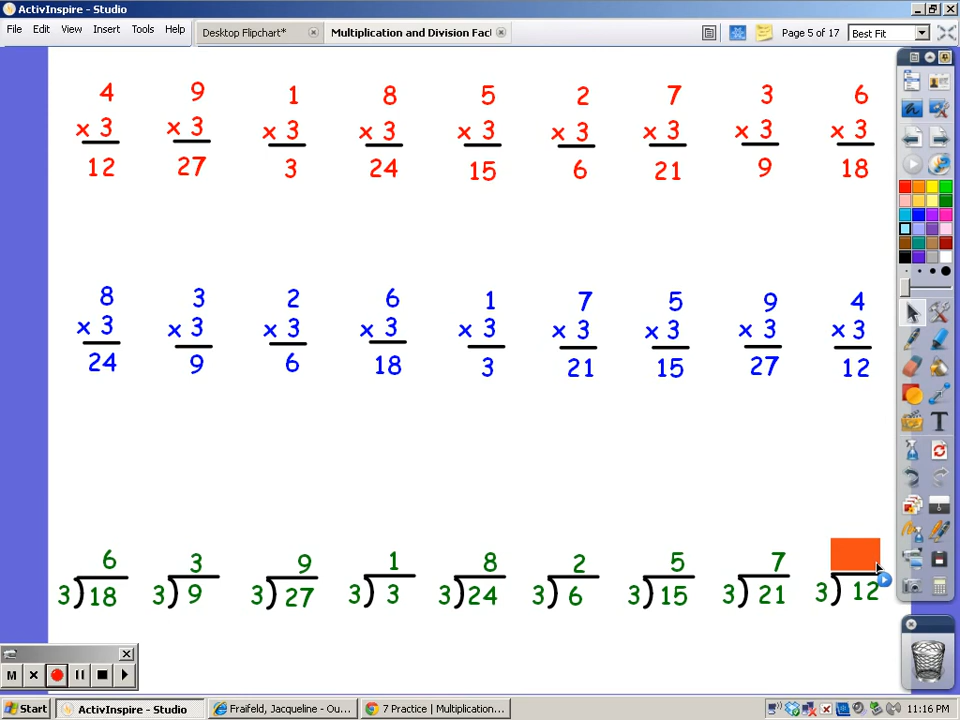 ActivInspire - Studio
File Edit View Insert Tools Help
Desktop Flipchart*
Multiplication and Division Fact
Page 5 of 17
Best Fit
4 9 1 8 5 2 7 3 6
x 3 x 3 x 3 x 3 x 3 x 3 x 3 x 3 x 3
12 27 3 24 15 6 21 9 18
8 3 2 6 1 7 5 9 4
x 3 x 3 x 3 x 3 x 3 x 3 x 3 x 3 x 3
24 9 6 18 3 21 15 27 12
6 3 9 1 8 2 5 7
3)18 3)9 3)27 3)3 3)24 3)6 3)15 3)21 3)12
M
Start
ActivInspire - Studio
Fraifeld, Jacqueline - Ou...
7 Practice | Multiplication...
11:16 PM